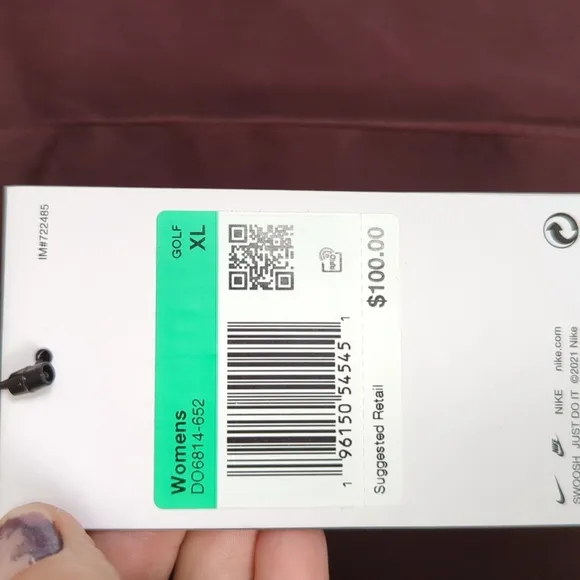 IM#722485
Womens GOLF
DO6814-652 XL
1 96150 54545 1
Suggested Retail $100.00
NIKE nike.com
SWOOSH JUST DO IT ©2021 Nike